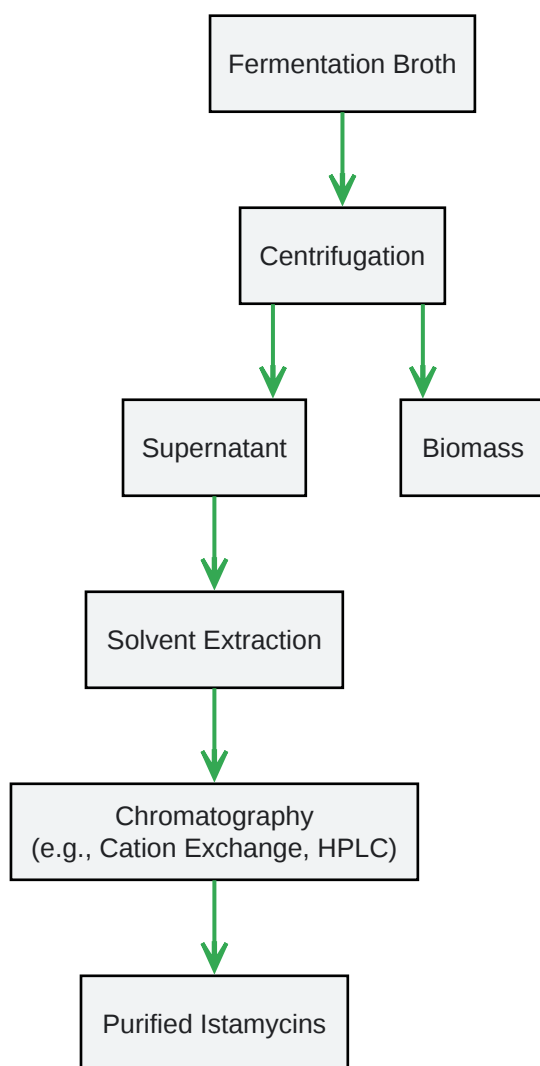 Fermentation Broth
Centrifugation
Supernatant
Biomass
Solvent Extraction
Chromatography
(e.g., Cation Exchange, HPLC)
Purified Istamycins